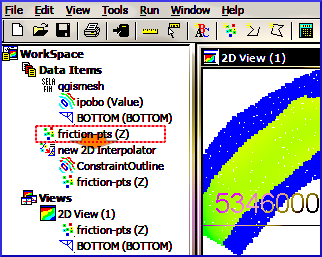 File Edit View Tools Run Window Help
WorkSpace
Data Items
SELA
FIN
qgismesh
ipobo (Value)
BOTTOM (BOTTOM)
friction-pts (Z)
new 2D Interpolator
ConstraintOutline
friction-pts (Z)
Views
2D View (1)
friction-pts (Z)
BOTTOM (BOTTOM)
2D View (1)
5346000